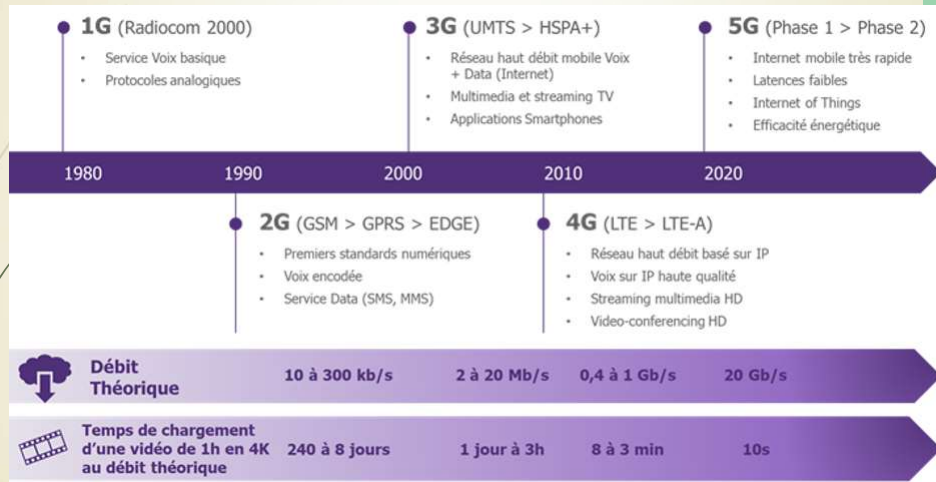 1G (Radiocom 2000)
• Service Voix basique
• Protocoles analogiques
3G (UMTS > HSPA+)
• Réseau haut débit mobile Voix
+ Data (Internet)
• Multimedia et streaming TV
• Applications Smartphones
5G (Phase 1 > Phase 2)
• Internet mobile très rapide
• Latences faibles
• Internet of Things
• Efficacité énergétique
1980 1990 2000 2010 2020
2G (GSM > GPRS > EDGE)
• Premiers standards numériques
• Voix encodée
• Service Data (SMS, MMS)
4G (LTE > LTE-A)
• Réseau haut débit basé sur IP
• Voix sur IP haute qualité
• Streaming multimedia HD
• Video-conferencing HD
Débit
Théorique
10 à 300 kb/s 2 à 20 Mb/s 0,4 à 1 Gb/s 20 Gb/s
Temps de chargement
d'une vidéo de 1h en 4K
au débit théorique
240 à 8 jours 1 jour à 3h 8 à 3 min 10s